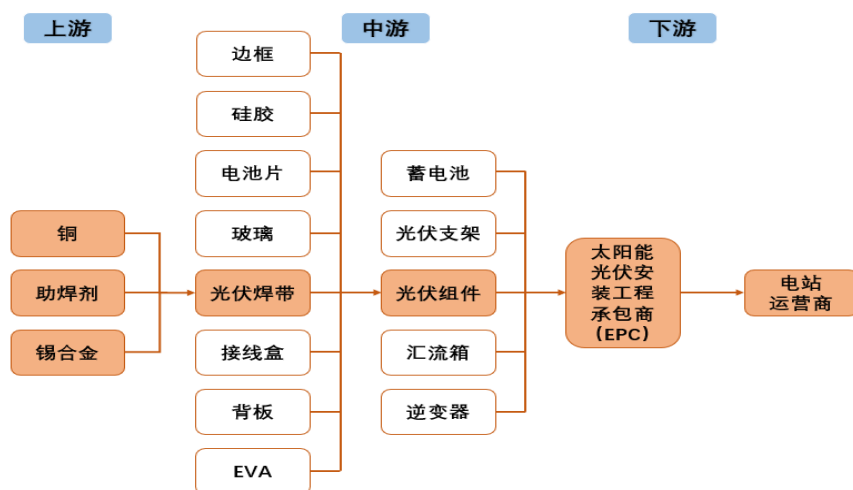 上游
中游
下游
边框
硅胶
电池片
玻璃
光伏焊带
接线盒
背板
EVA
铜
助焊剂
锡合金
蓄电池
光伏支架
光伏组件
汇流箱
逆变器
太阳能
光伏安
装工程
承包商
（EPC）
电站
运营商